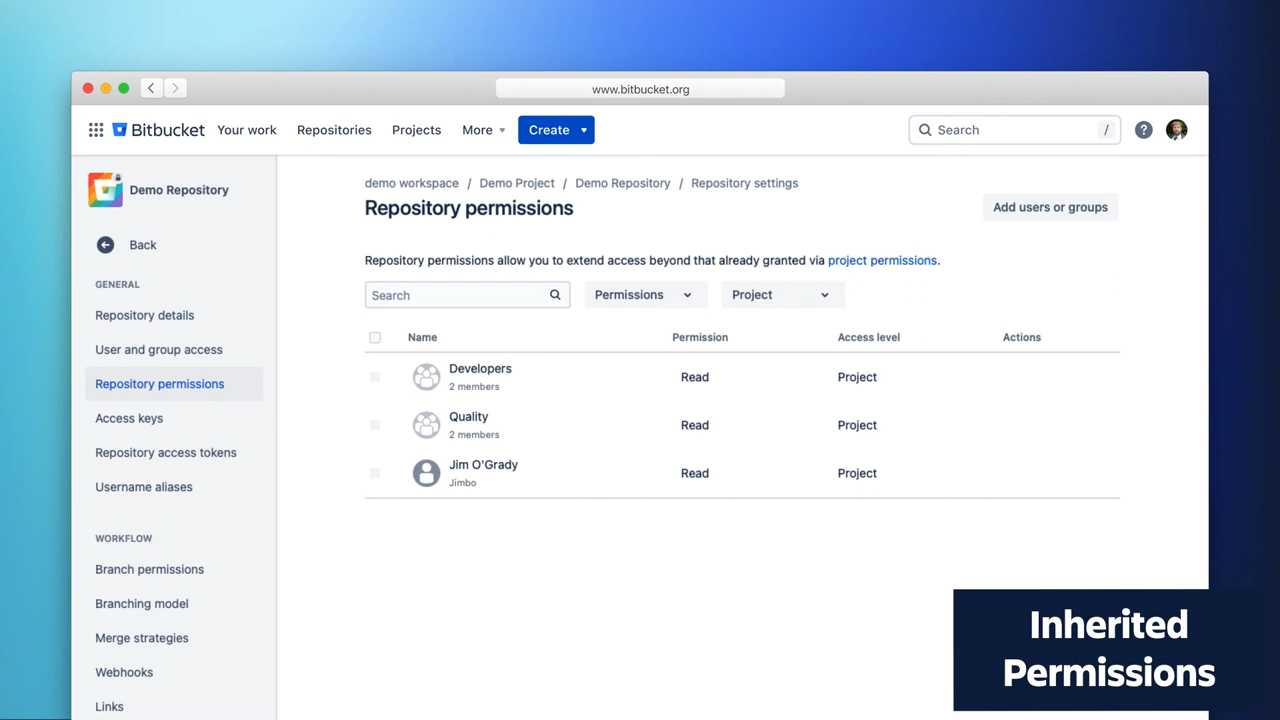 www.bitbucket.org
Bitbucket Your work Repositories Projects More Create Search / ?
Demo Repository
Back
GENERAL
Repository details
User and group access
Repository permissions
Access keys
Repository access tokens
Username aliases
WORKFLOW
Branch permissions
Branching model
Merge strategies
Webhooks
Links
demo workspace / Demo Project / Demo Repository / Repository settings
Repository permissions
Add users or groups
Repository permissions allow you to extend access beyond that already granted via project permissions.
Search Permissions Project
Name Permission Access level Actions
Developers
2 members
Read Project
Quality
2 members
Read Project
Jim O'Grady
Jimbo
Read Project
Inherited
Permissions